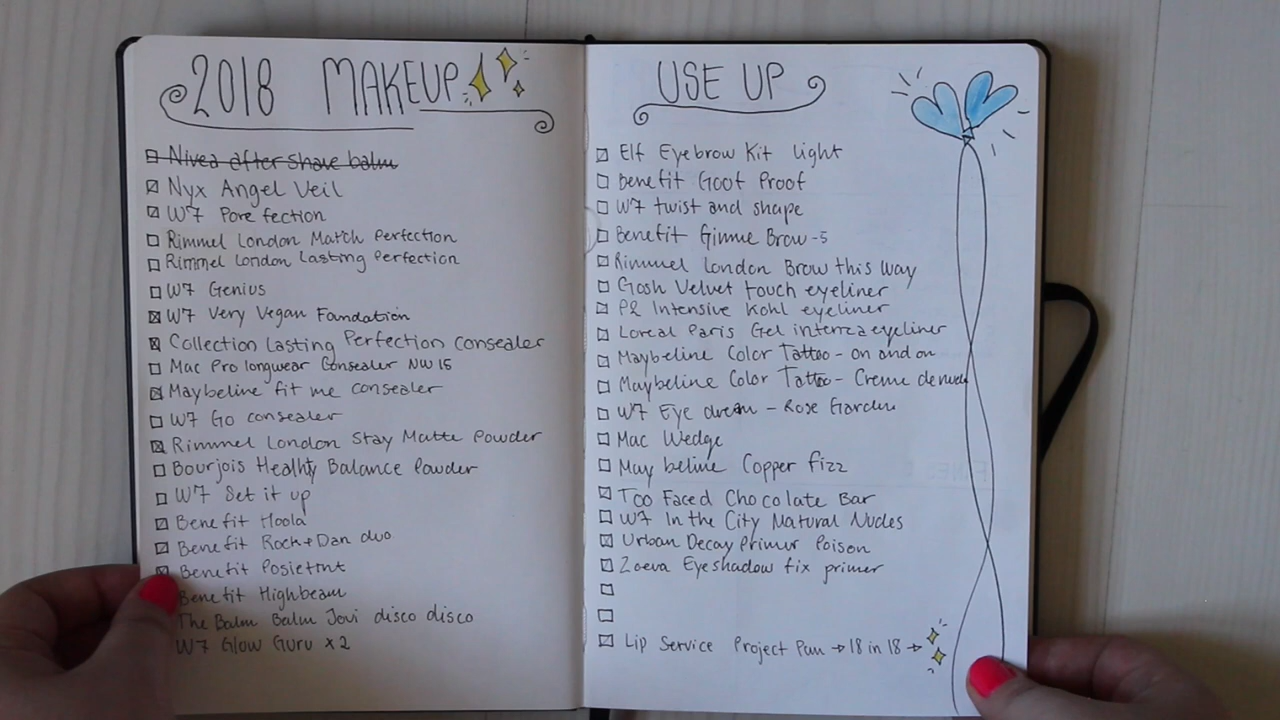 2018 MAKEUP
Nivea after shave balm
Nyx Angel Veil
W7 Porefection
Rimmel London Match Perfection
Rimmel London Lasting Perfection
W7 Genius
W7 Very Vegan Fandation
Collection Lasting Perfection Consealer
Mac Pro longwear Consealer NW15
Maybeline fit me consealer
W7 Go consealer
Rimmel London Stay Matte Powder
Bourjois Healhty Balance Powder
W7 Set it up
Benefit Hoola
Benefit Rock+Dan duo
Benefit Posietint
Benefit Highbeam
The Balm Balm Jovi disco disco
W7 Glow Guru x2
USE UP
Elf Eyebrow Kit light
Benefit Goof Proof
W7 twist and shape
Benefit Gimme Brow -5
Rimmel London Brow this Way
Gosh Velvet touch eyeliner
P2 Intensive Kohl eyeliner
Loreal Paris Gel intenza eyeliner
Maybeline Color Tattoo - on and on
Maybeline Color Tattoo - Creme de nude
W7 Eye dream - Rose Garden
Mac Wedge
Maybeline Copper fizz
Too Faced Chocolate Bar
W7 In the City Natural Nudes
Urban Decay Primer Poison
Zoeva Eyeshadow fix primer
Lip Service Project Pan → 18 in 18 →